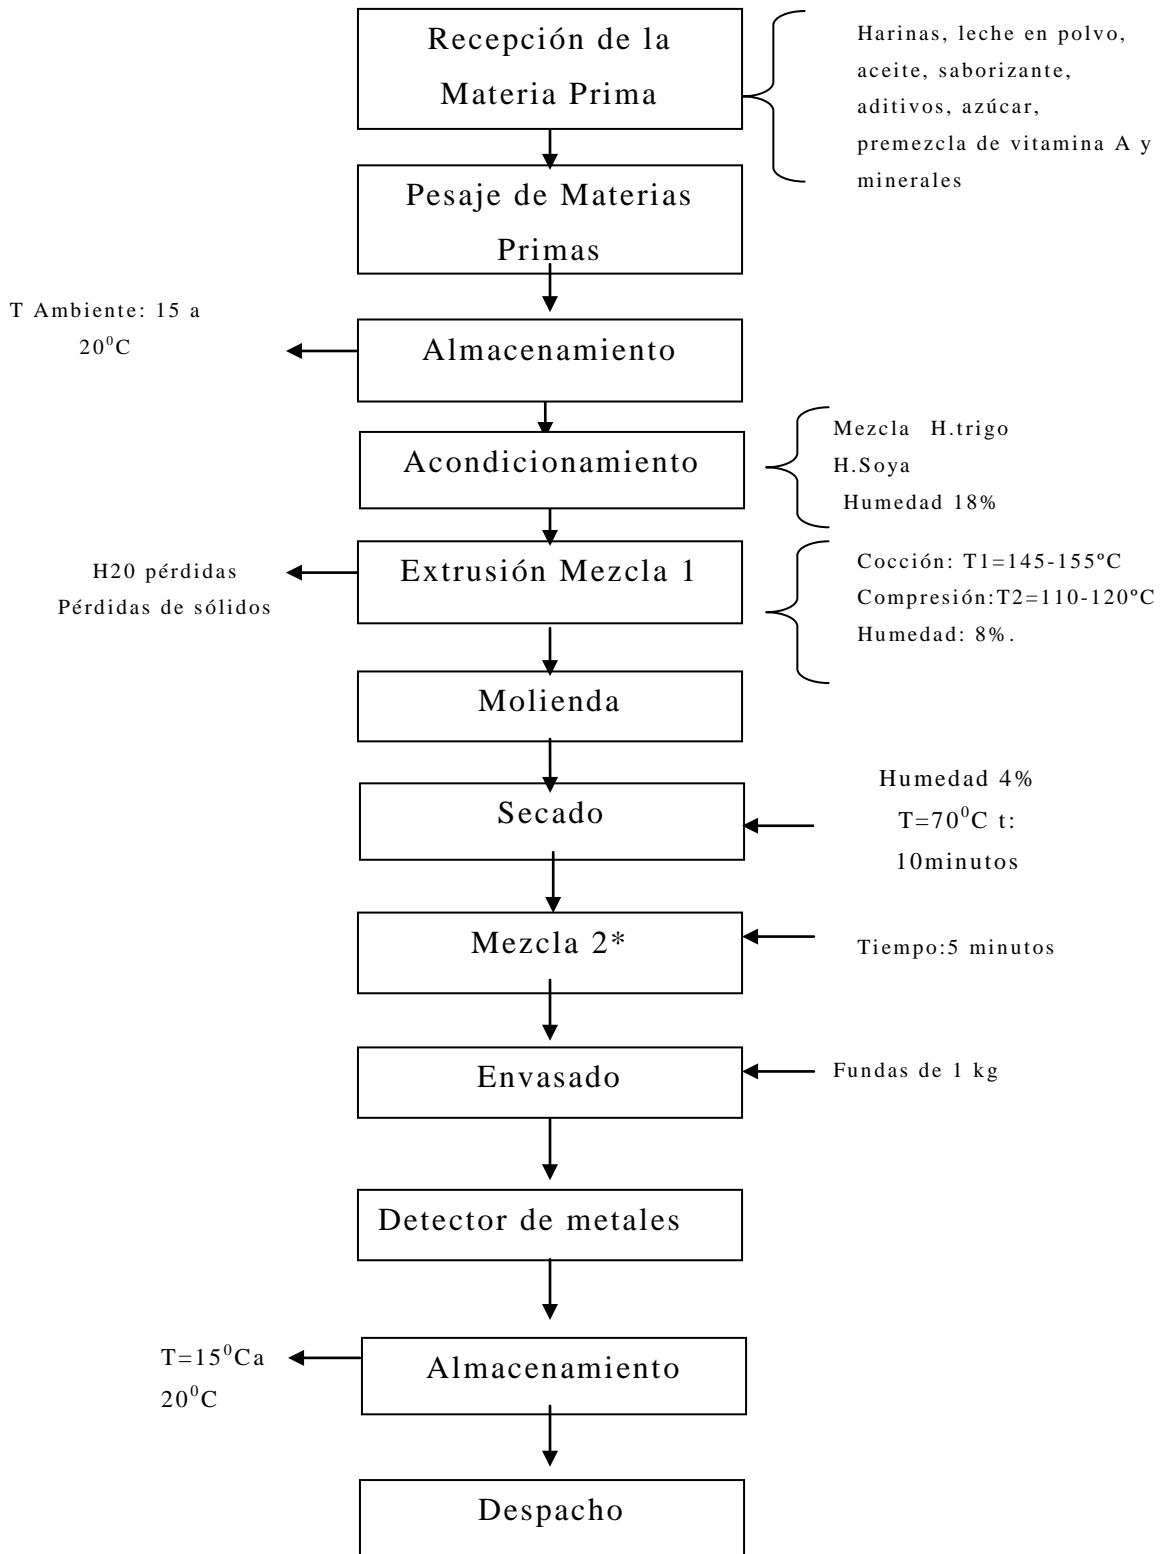 Recepción de la
Materia Prima
Harinas, leche en polvo,
aceite, saborizante,
aditivos, azúcar,
premezcla de vitamina A y
minerales
Pesaje de Materias
Primas
T Ambiente: 15 a
20⁰C
Almacenamiento
Acondicionamiento
Mezcla H.trigo
H.Soya
Humedad 18%
H20 pérdidas
Pérdidas de sólidos
Extrusión Mezcla 1
Cocción: T1=145-155ºC
Compresión:T2=110-120ºC
Humedad: 8%.
Molienda
Secado
Humedad 4%
T=70⁰C t:
10minutos
Mezcla 2*
Tiempo:5 minutos
Envasado
Fundas de 1 kg
Detector de metales
T=15⁰Ca
20⁰C
Almacenamiento
Despacho